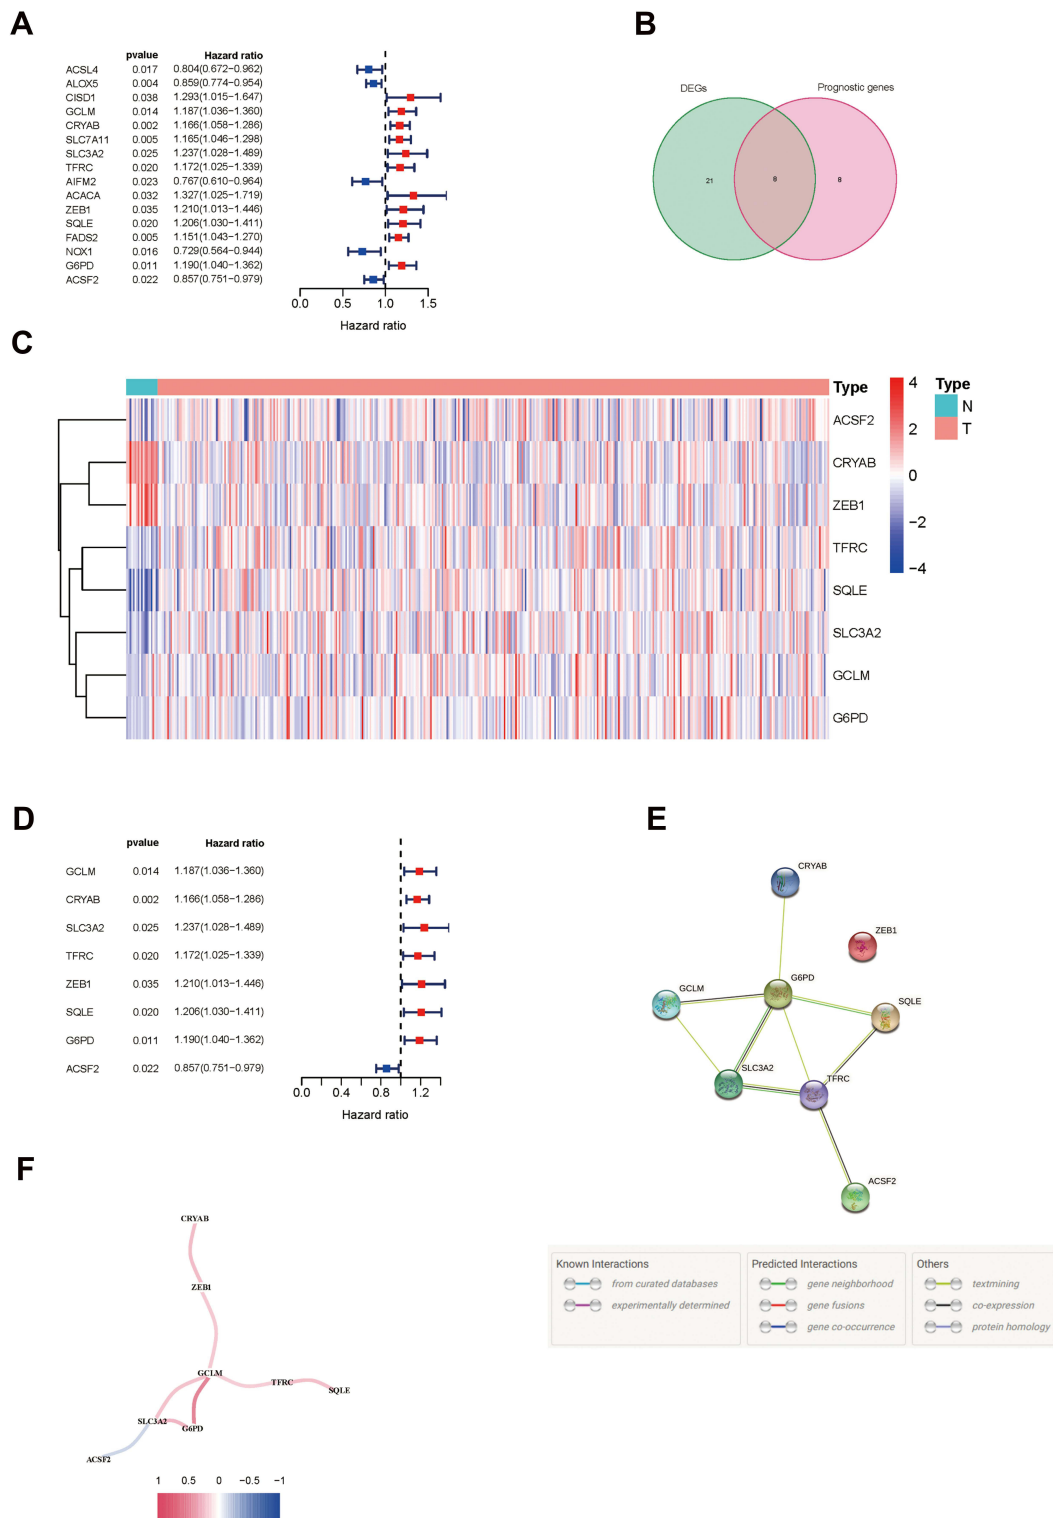 A
pvalue Hazard ratio
ACSL4 0.017 0.804(0.672−0.962)
ALOX5 0.004 0.859(0.774−0.954)
CISD1 0.038 1.293(1.015−1.647)
GCLM 0.014 1.187(1.036−1.360)
CRYAB 0.002 1.166(1.058−1.286)
SLC7A11 0.005 1.165(1.046−1.298)
SLC3A2 0.025 1.237(1.028−1.489)
TFRC 0.020 1.172(1.025−1.339)
AIFM2 0.023 0.767(0.610−0.964)
ACACA 0.032 1.327(1.025−1.719)
ZEB1 0.035 1.210(1.013−1.446)
SQLE 0.020 1.206(1.030−1.411)
FADS2 0.005 1.151(1.043−1.270)
NOX1 0.016 0.729(0.564−0.944)
G6PD 0.011 1.190(1.040−1.362)
ACSF2 0.022 0.857(0.751−0.979)
0.0 0.5 1.0 1.5
Hazard ratio
B
DEGs Prognostic genes
21 8 8
C
Type
ACSF2
CRYAB
ZEB1
TFRC
SQLE
SLC3A2
GCLM
G6PD
4
2
0
−2
−4
Type
N
T
D
pvalue Hazard ratio
GCLM 0.014 1.187(1.036−1.360)
CRYAB 0.002 1.166(1.058−1.286)
SLC3A2 0.025 1.237(1.028−1.489)
TFRC 0.020 1.172(1.025−1.339)
ZEB1 0.035 1.210(1.013−1.446)
SQLE 0.020 1.206(1.030−1.411)
G6PD 0.011 1.190(1.040−1.362)
ACSF2 0.022 0.857(0.751−0.979)
0.0 0.4 0.8 1.2
Hazard ratio
E
CRYAB
ZEB1
G6PD
GCLM
SQLE
SLC3A2
TFRC
ACSF2
Known Interactions
from curated databases
experimentally determined
Predicted Interactions
gene neighborhood
gene fusions
gene co-occurrence
Others
textmining
co-expression
protein homology
F
CRYAB
ZEB1
GCLM
TFRC
SQLE
SLC3A2
G6PD
ACSF2
1 0.5 0 −0.5 −1